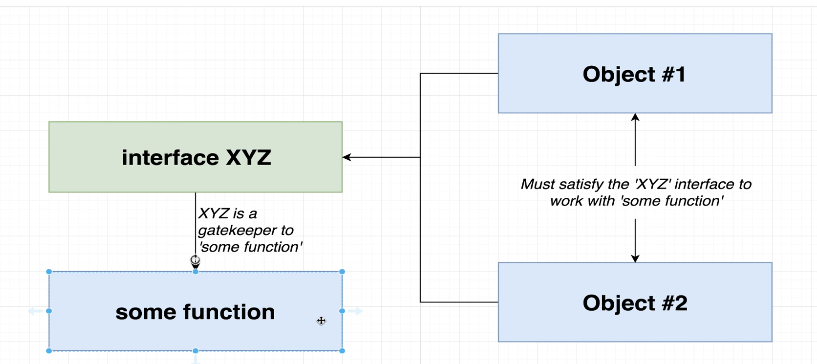 Object #1
interface XYZ
Must satisfy the 'XYZ' interface to
work with 'some function'
XYZ is a
gatekeeper to
'some function'
some function
Object #2